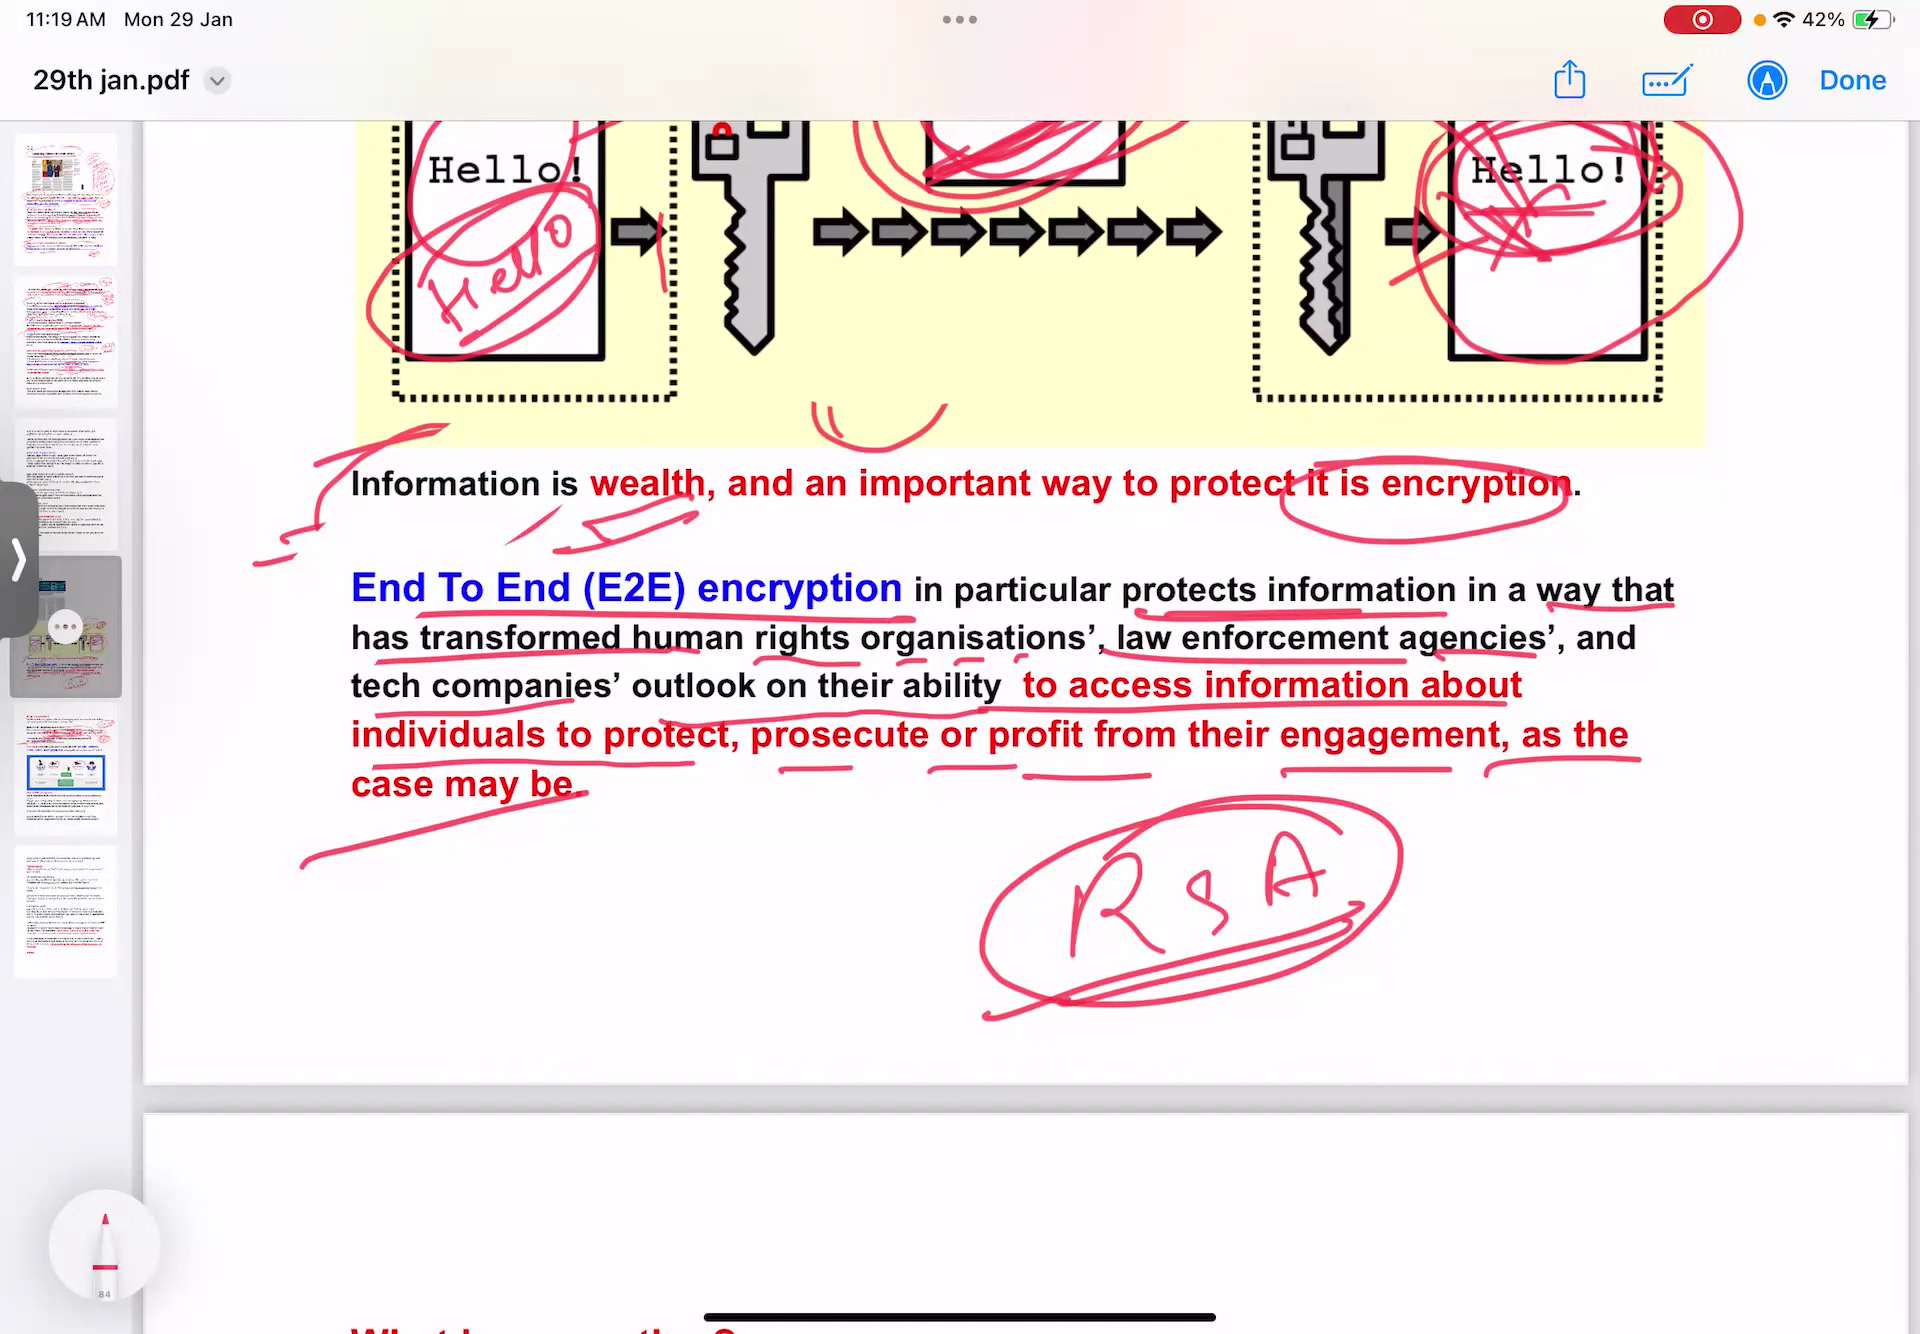 11:19 AM Mon 29 Jan
42%
29th jan.pdf
Done
Hello!
Hello
Hello!
Information is wealth, and an important way to protect it is encryption.
End To End (E2E) encryption in particular protects information in a way that
has transformed human rights organisations’, law enforcement agencies’, and
tech companies’ outlook on their ability to access information about
individuals to protect, prosecute or profit from their engagement, as the
case may be.
RSA
84